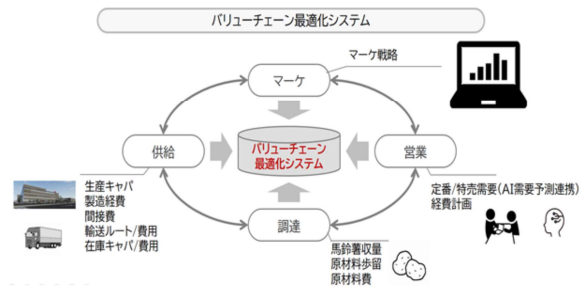 バリューチェーン最適化システム
マーケ戦略
マーケ
供給
バリューチェーン
最適化システム
営業
生産キャパ
製造経費
間接費
輸送ルート/費用
在庫キャパ/費用
定番/特売需要(AI需要予測連携)
経費計画
調達
馬鈴薯収量
原材料歩留
原材料費